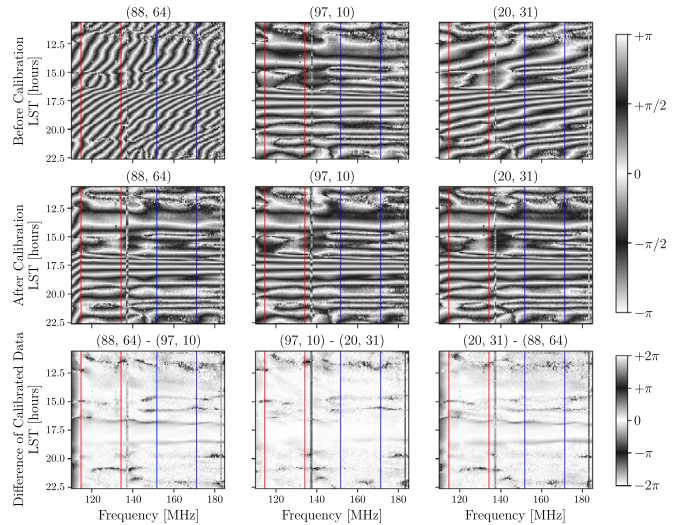 (88, 64) (97, 10) (20, 31)
Before Calibration
LST [hours]
12.5
15.0
17.5
20.0
22.5
+π
+π/2
0
−π/2
−π
(88, 64) (97, 10) (20, 31)
After Calibration
LST [hours]
12.5
15.0
17.5
20.0
22.5
(88, 64) - (97, 10) (97, 10) - (20, 31) (20, 31) - (88, 64)
Difference of Calibrated Data
LST [hours]
12.5
15.0
17.5
20.0
22.5
+2π
+π
0
−π
−2π
120 140 160 180 120 140 160 180 120 140 160 180
Frequency [MHz] Frequency [MHz] Frequency [MHz]